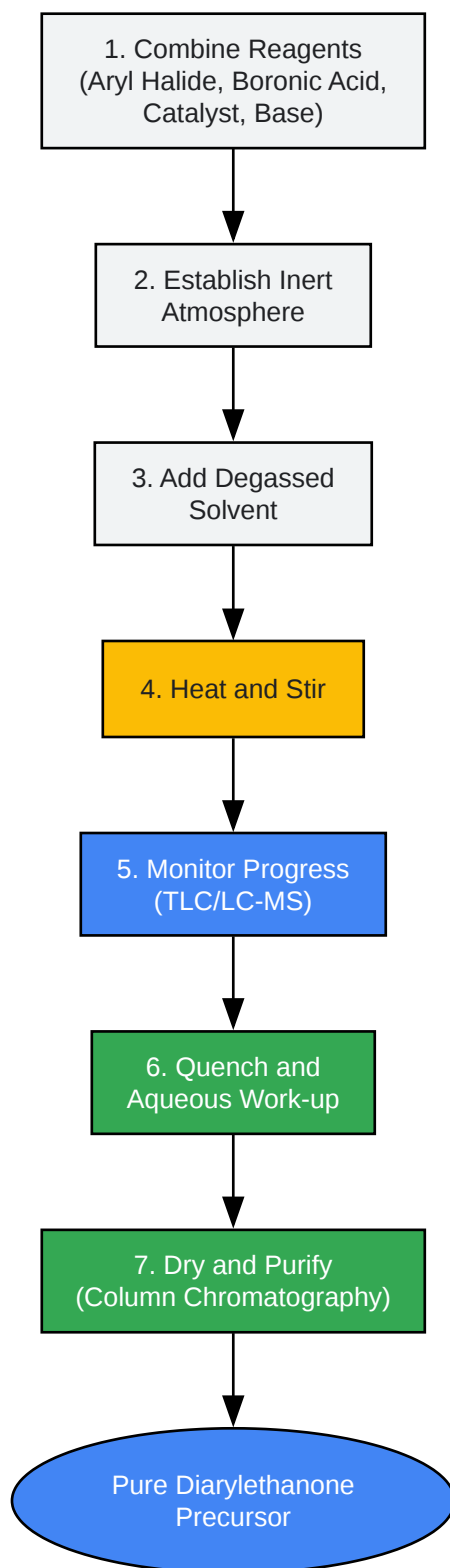 1. Combine Reagents
(Aryl Halide, Boronic Acid,
Catalyst, Base)
2. Establish Inert
Atmosphere
3. Add Degassed
Solvent
4. Heat and Stir
5. Monitor Progress
(TLC/LC-MS)
6. Quench and
Aqueous Work-up
7. Dry and Purify
(Column Chromatography)
Pure Diarylethanone
Precursor